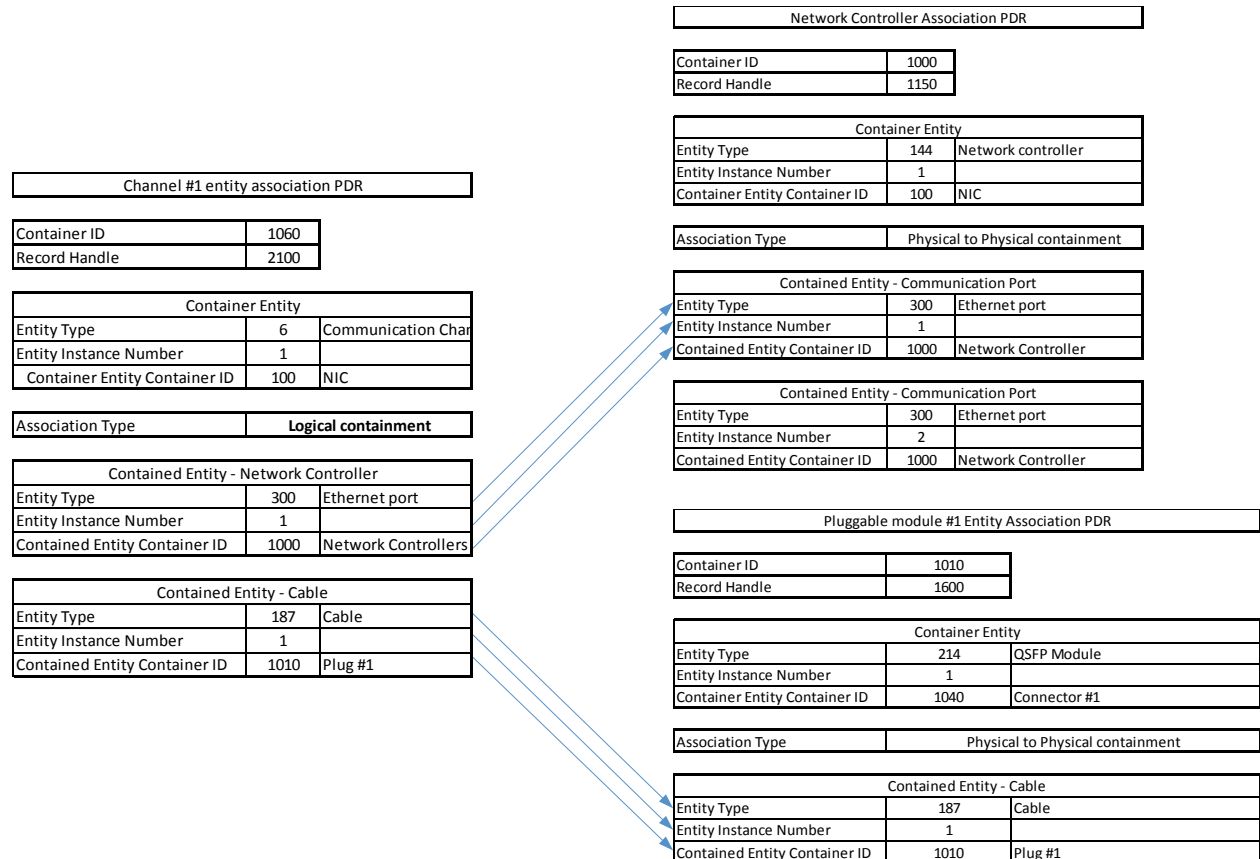 Channel #1 entity association PDR
Container ID 1060
Record Handle 2100
Container Entity
Entity Type 6 Communication Chan
Entity Instance Number 1
Container Entity Container ID 100 NIC
Association Type Logical containment
Contained Entity - Network Controller
Entity Type 300 Ethernet port
Entity Instance Number 1
Contained Entity Container ID 1000 Network Controllers
Contained Entity - Cable
Entity Type 187 Cable
Entity Instance Number 1
Contained Entity Container ID 1010 Plug #1
Network Controller Association PDR
Container ID 1000
Record Handle 1150
Container Entity
Entity Type 144 Network controller
Entity Instance Number 1
Container Entity Container ID 100 NIC
Association Type Physical to Physical containment
Contained Entity - Communication Port
Entity Type 300 Ethernet port
Entity Instance Number 1
Contained Entity Container ID 1000 Network Controller
Contained Entity - Communication Port
Entity Type 300 Ethernet port
Entity Instance Number 2
Contained Entity Container ID 1000 Network Controller
Pluggable module #1 Entity Association PDR
Container ID 1010
Record Handle 1600
Container Entity
Entity Type 214 QSFP Module
Entity Instance Number 1
Container Entity Container ID 1040 Connector #1
Association Type Physical to Physical containment
Contained Entity - Cable
Entity Type 187 Cable
Entity Instance Number 1
Contained Entity Container ID 1010 Plug #1